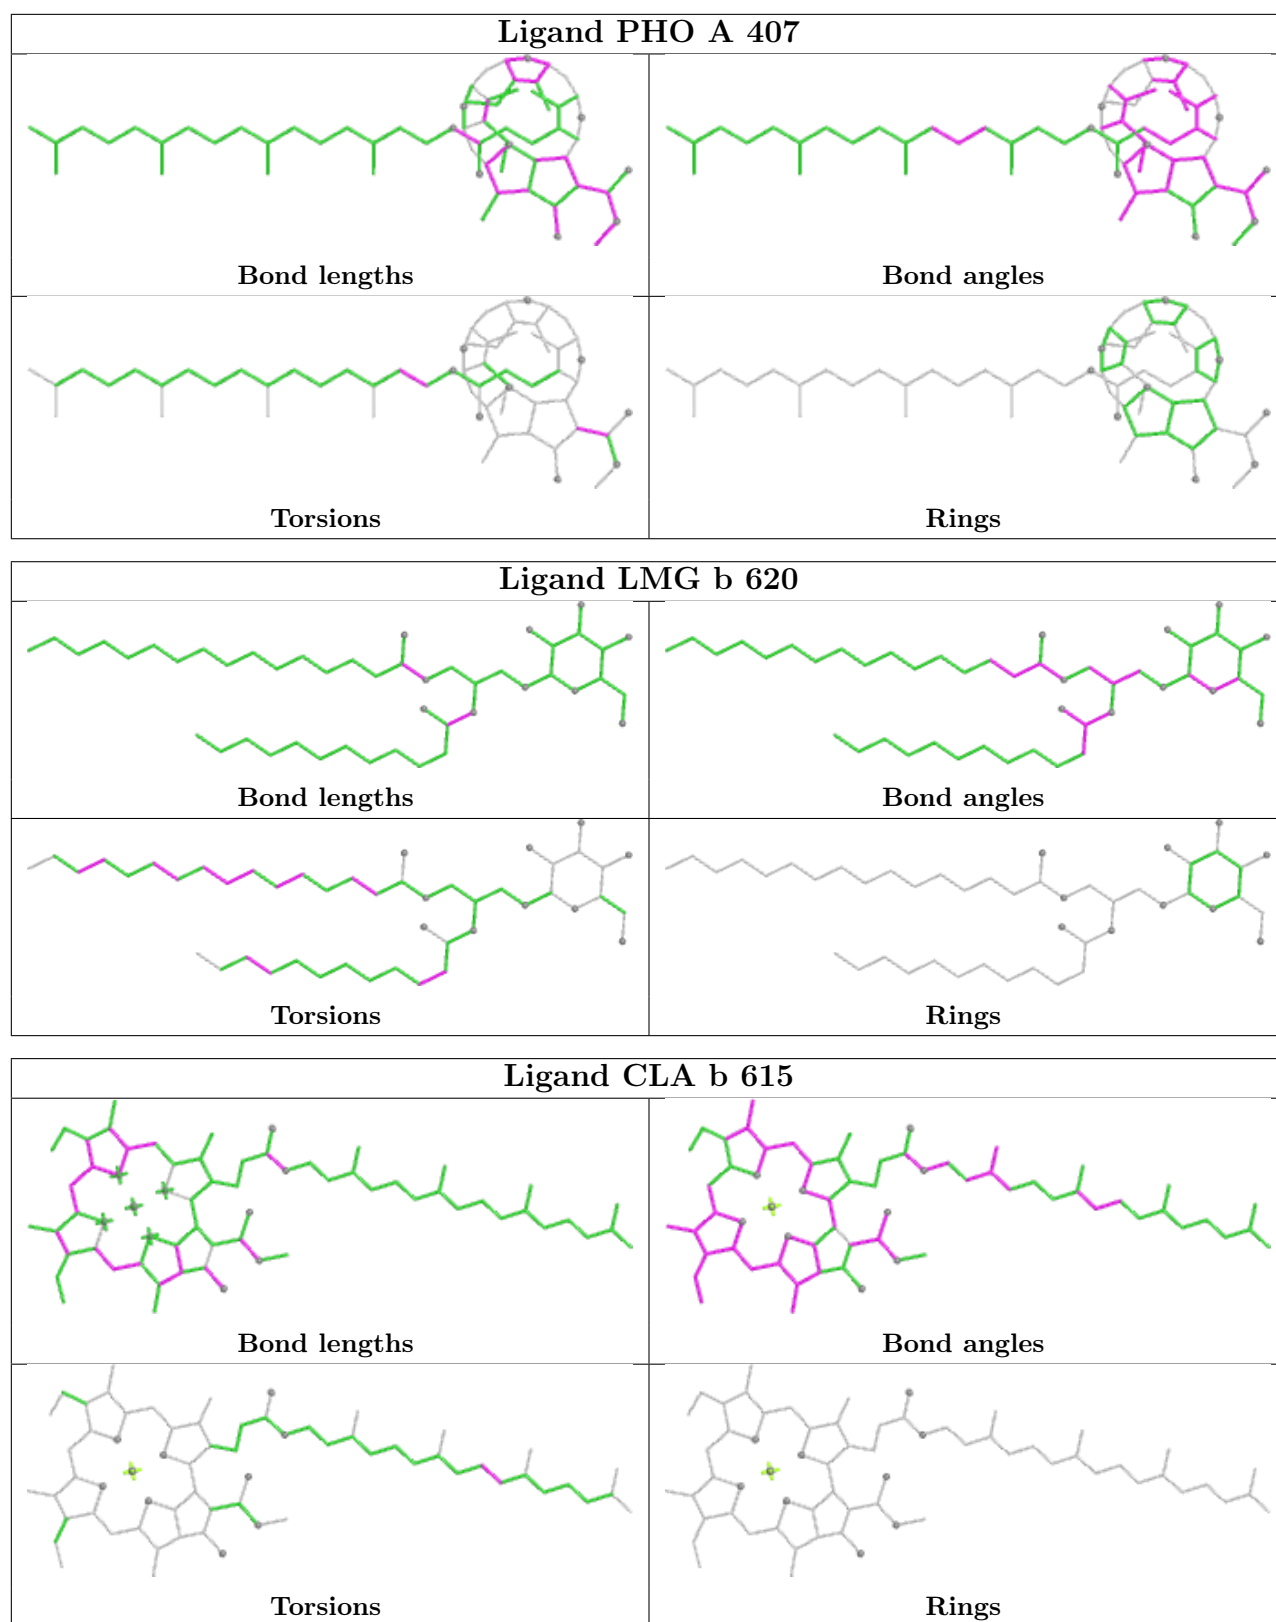 Ligand PHO A 407
Bond lengths
Bond angles
Torsions
Rings
Ligand LMG b 620
Bond lengths
Bond angles
Torsions
Rings
Ligand CLA b 615
Bond lengths
Bond angles
Torsions
Rings